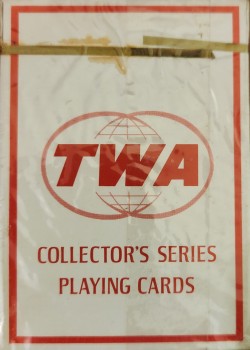 TWA
COLLECTOR'S SERIES
PLAYING CARDS